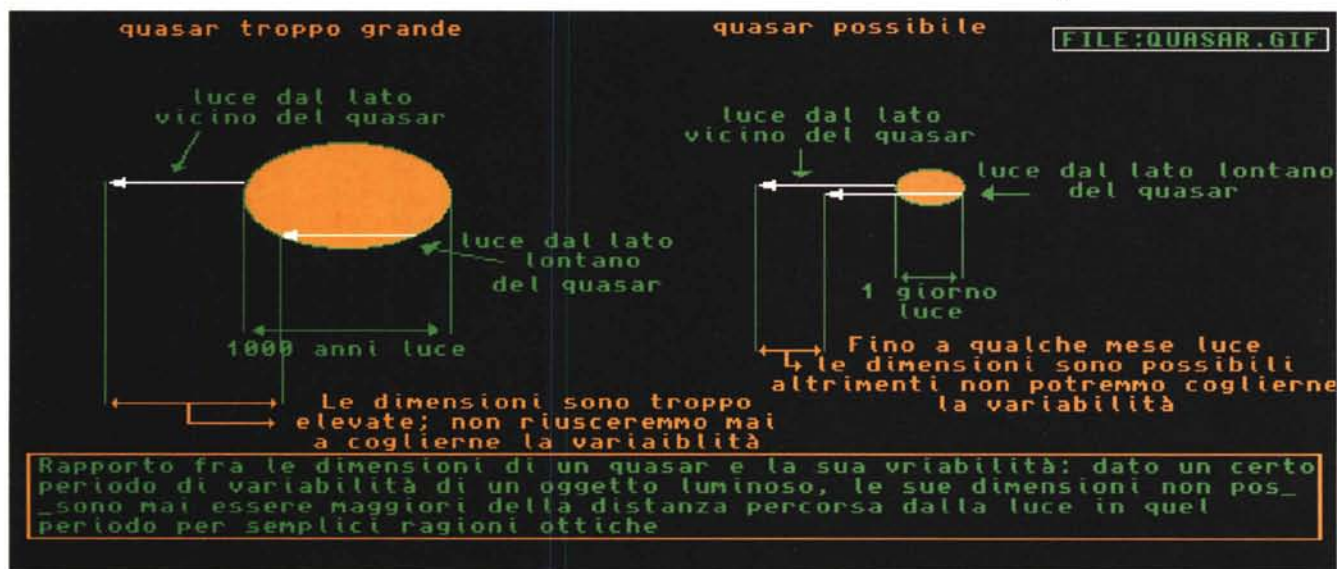 quasar troppo grande
quasar possibile
FILE:QUASAR.GIF
luce dal lato
vicino del quasar
luce dal lato
lontano
del quasar
1000 anni luce
Le dimensioni sono troppo
elevate; non riusceremmo mai
a coglierne la variaiblità
luce dal lato
vicino del quasar
luce dal lato lontano
del quasar
1 giorno
luce
Fino a qualche mese luce
le dimensioni sono possibili
altrimenti non potremmo coglierne
la variabilità
Rapporto fra le dimensioni di un quasar e la sua vriabilità: dato un certo
periodo di variabilità di un oggetto luminoso, le sue dimensioni non pos_
_sono mai essere maggiori della distanza percorsa dalla luce in quel
periodo per semplici ragioni ottiche